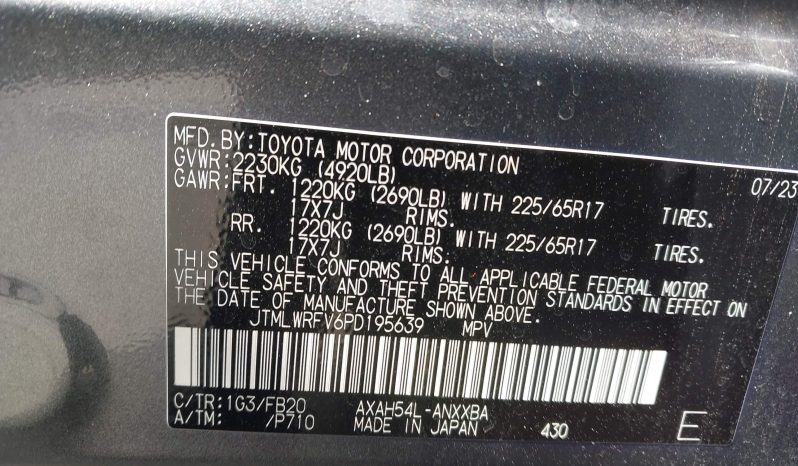 MFD. BY: TOYOTA MOTOR CORPORATION 07/23
GVWR: 2230KG (4920LB)
GAWR: FRT. 1220KG (2690LB) WITH 225/65R17 TIRES.
17X7J RIMS.
RR. 1220KG (2690LB) WITH 225/65R17 TIRES.
17X7J RIMS.
THIS VEHICLE CONFORMS TO ALL APPLICABLE FEDERAL MOTOR
VEHICLE SAFETY AND THEFT PREVENTION STANDARDS IN EFFECT ON
THE DATE OF MANUFACTURE SHOWN ABOVE.
JTMLWRFV6PD195639 MPV
C/TR: 1G3/FB20 AXAH54L-ANXXBA
A/TM: /P710 MADE IN JAPAN 430 E